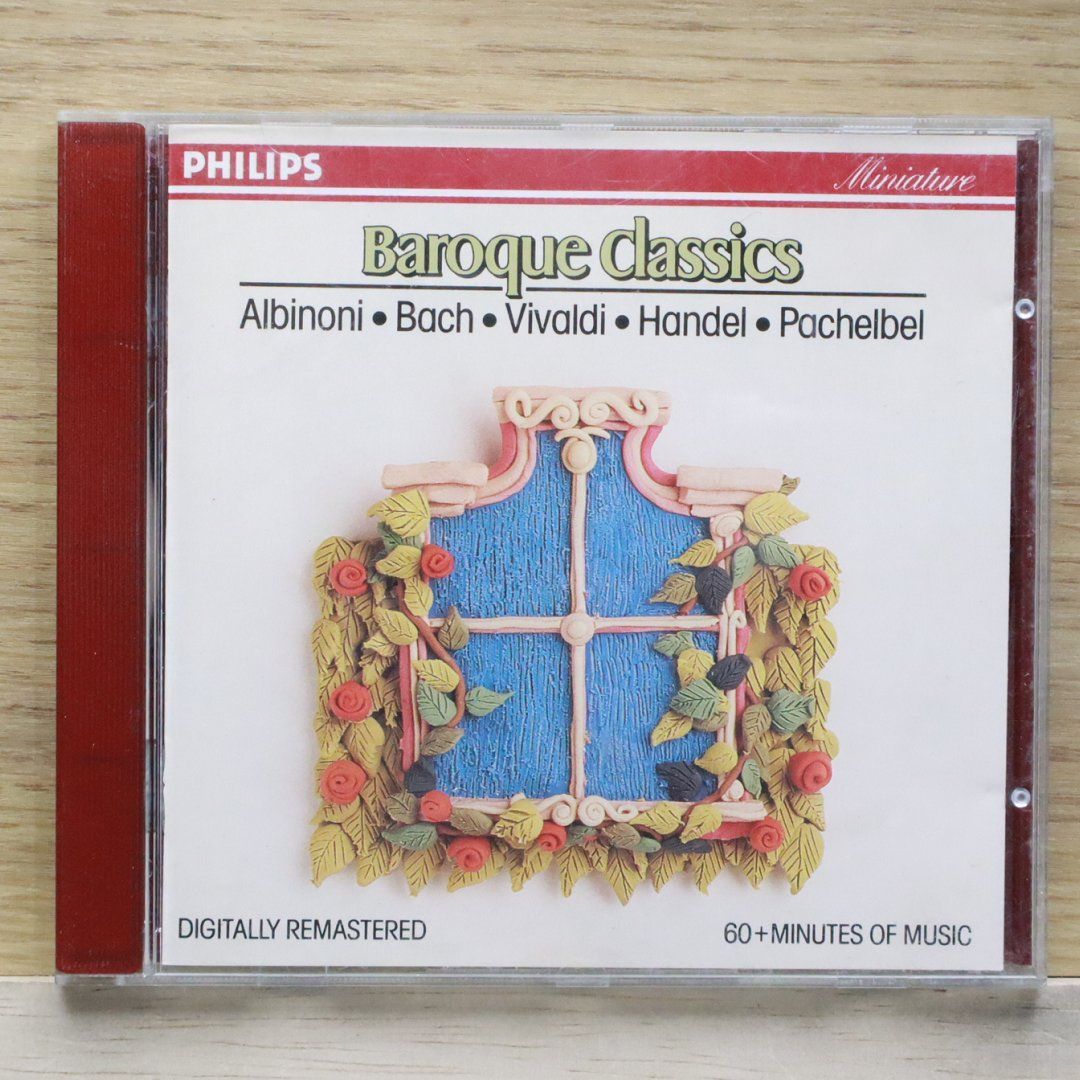 PHILIPS
Miniature
Baroque Classics
Albinoni • Bach • Vivaldi • Handel • Pachelbel
DIGITALLY REMASTERED
60+MINUTES OF MUSIC